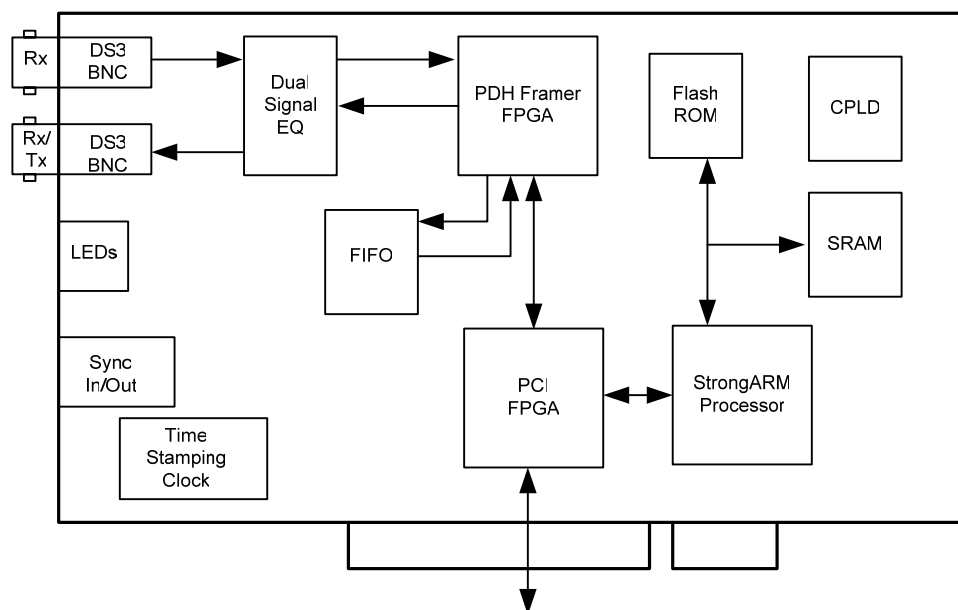 Rx
DS3
BNC
Dual
Signal
EQ
PDH Framer
FPGA
Flash
ROM
CPLD
Rx/
Tx
DS3
BNC
LEDs
FIFO
SRAM
Sync
In/Out
PCI
FPGA
StrongARM
Processor
Time
Stamping
Clock